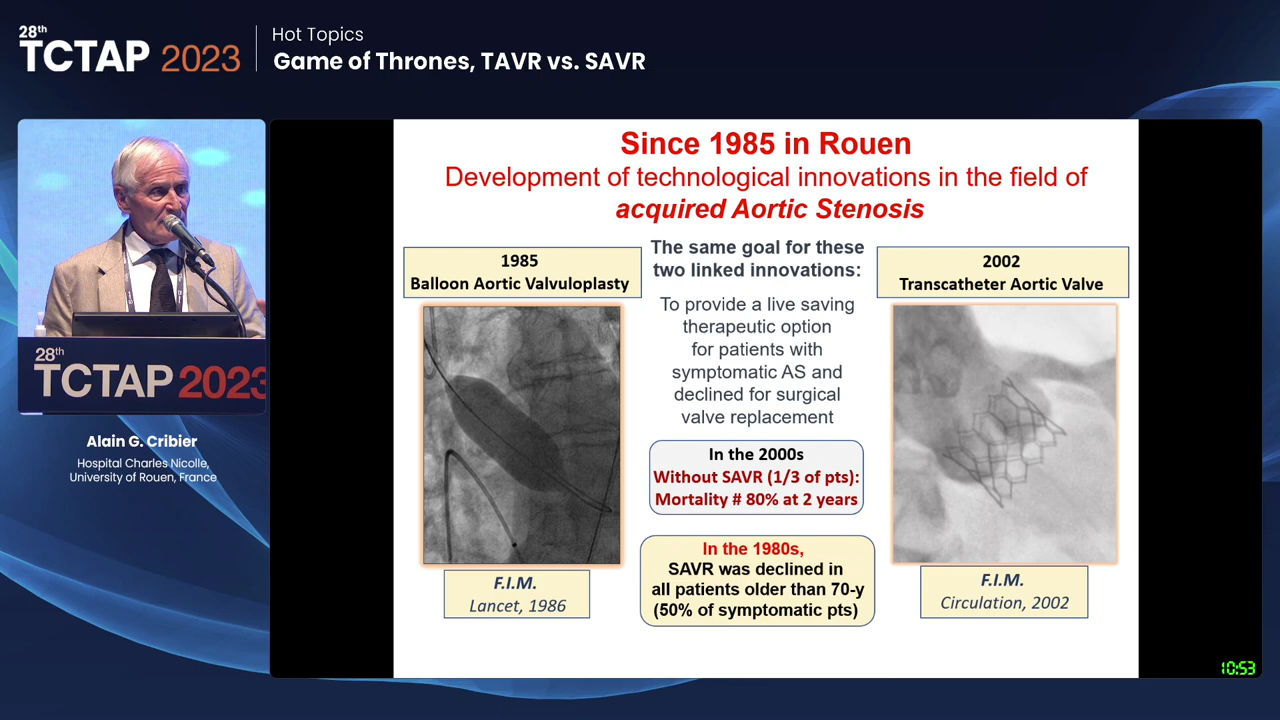 28th
TCTAP 2023
Hot Topics
Game of Thrones, TAVR vs. SAVR
28th
TCTAP 2023
Alain G. Cribier
Hospital Charles Nicolle,
University of Rouen, France
Since 1985 in Rouen
Development of technological innovations in the field of
acquired Aortic Stenosis
1985
Balloon Aortic Valvuloplasty
F.I.M.
Lancet, 1986
The same goal for these
two linked innovations:
To provide a live saving
therapeutic option
for patients with
symptomatic AS and
declined for surgical
valve replacement
In the 2000s
Without SAVR (1/3 of pts):
Mortality # 80% at 2 years
In the 1980s,
SAVR was declined in
all patients older than 70-y
(50% of symptomatic pts)
2002
Transcatheter Aortic Valve
F.I.M.
Circulation, 2002
10:53